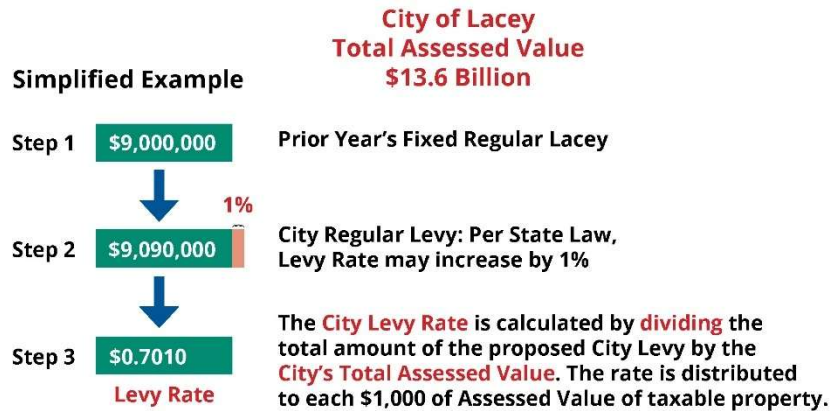 City of Lacey
Total Assessed Value
$13.6 Billion
Simplified Example
Step 1
$9,000,000
Prior Year's Fixed Regular Lacey
1%
Step 2
$9,090,000
City Regular Levy: Per State Law,
Levy Rate may increase by 1%
Step 3
$0.7010
Levy Rate
The City Levy Rate is calculated by dividing the
total amount of the proposed City Levy by the
City's Total Assessed Value. The rate is distributed
to each $1,000 of Assessed Value of taxable property.